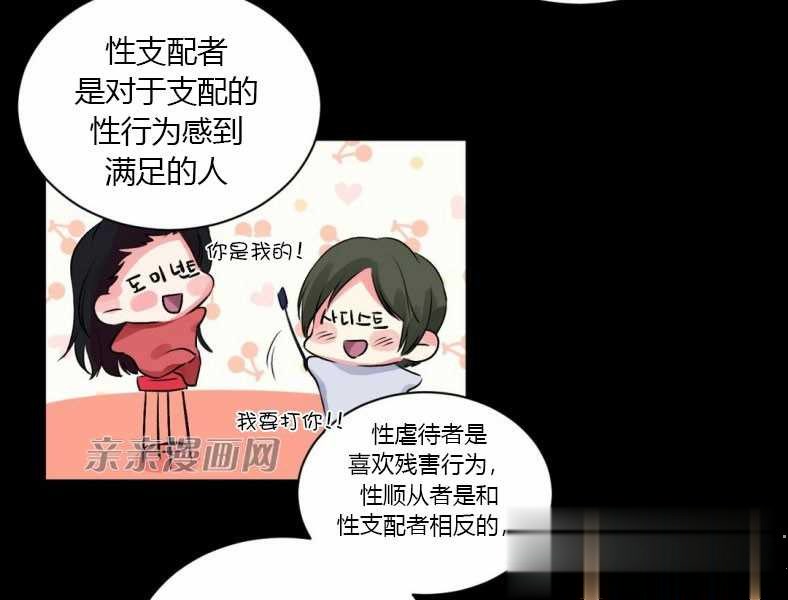 性支配者
是对于支配的
性行为感到
满足的人
你是我的!
도미넌트
사디스트
我要打你!!
亲亲漫画网
性虐待者是
喜欢残害行为,
性顺从者是和
性支配者相反的,